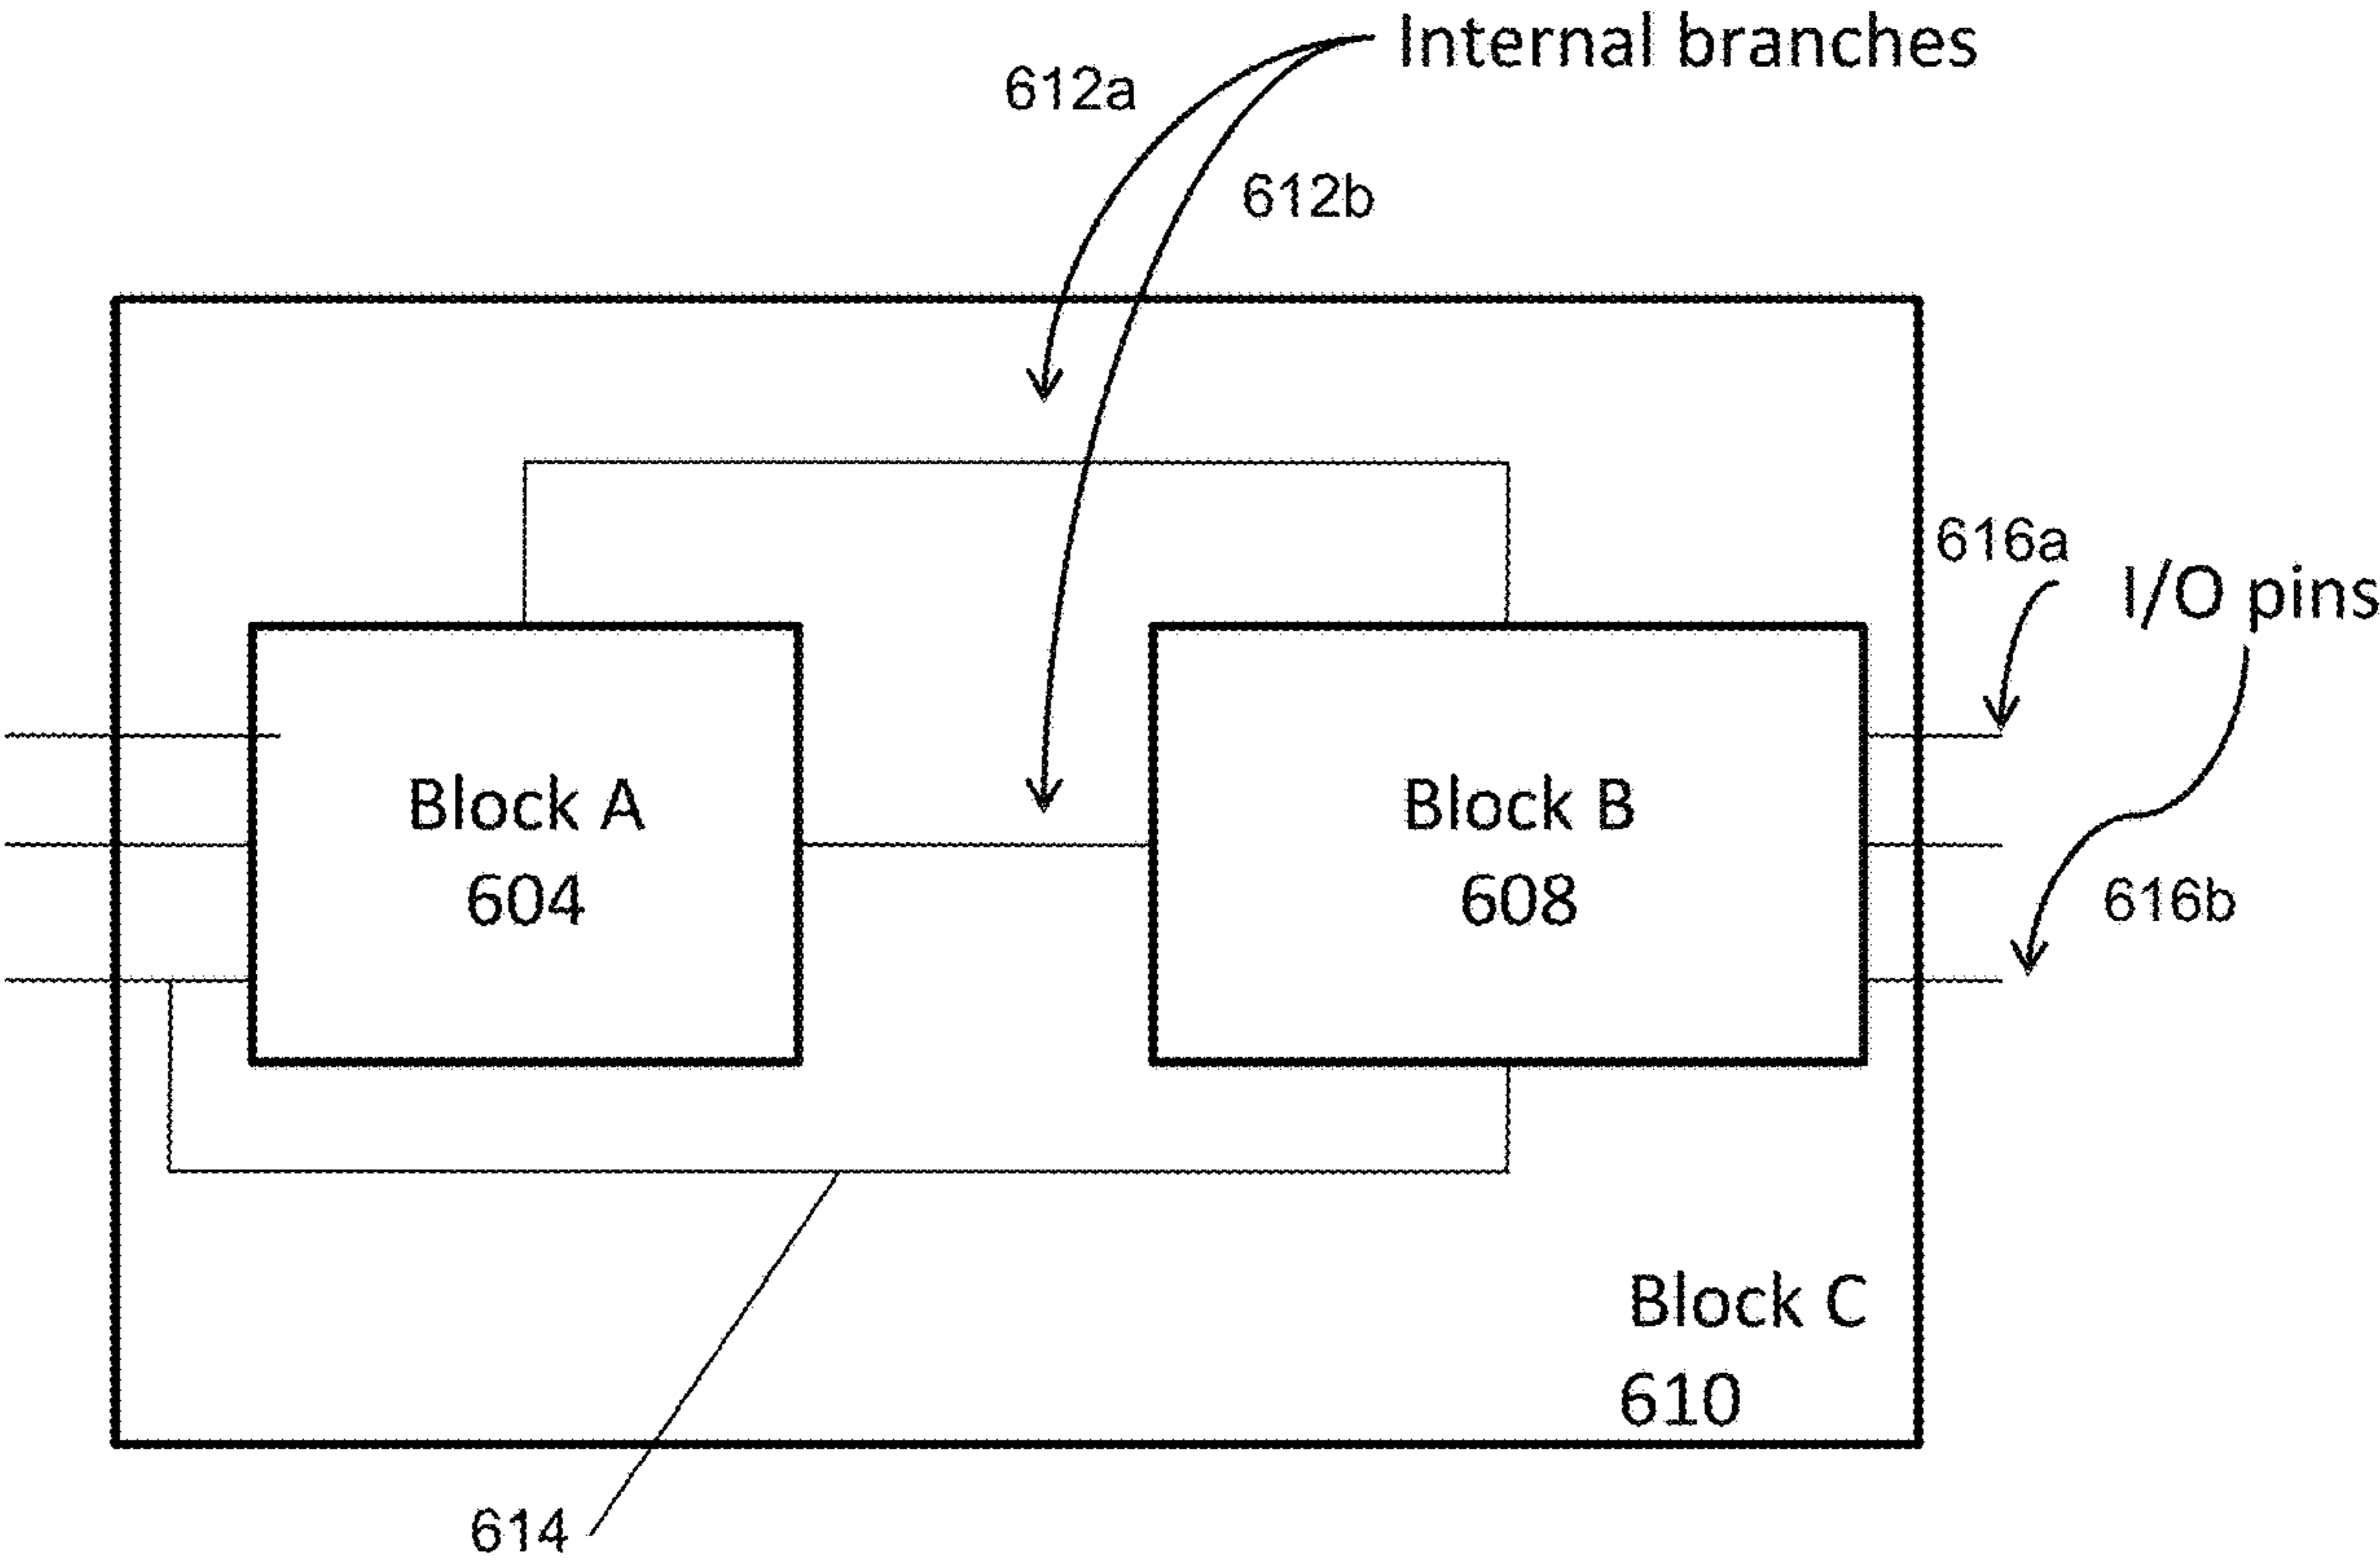 Internal branches
612a
612b
616a
I/O pins
Block A
604
Block B
608
616b
Block C
610
614